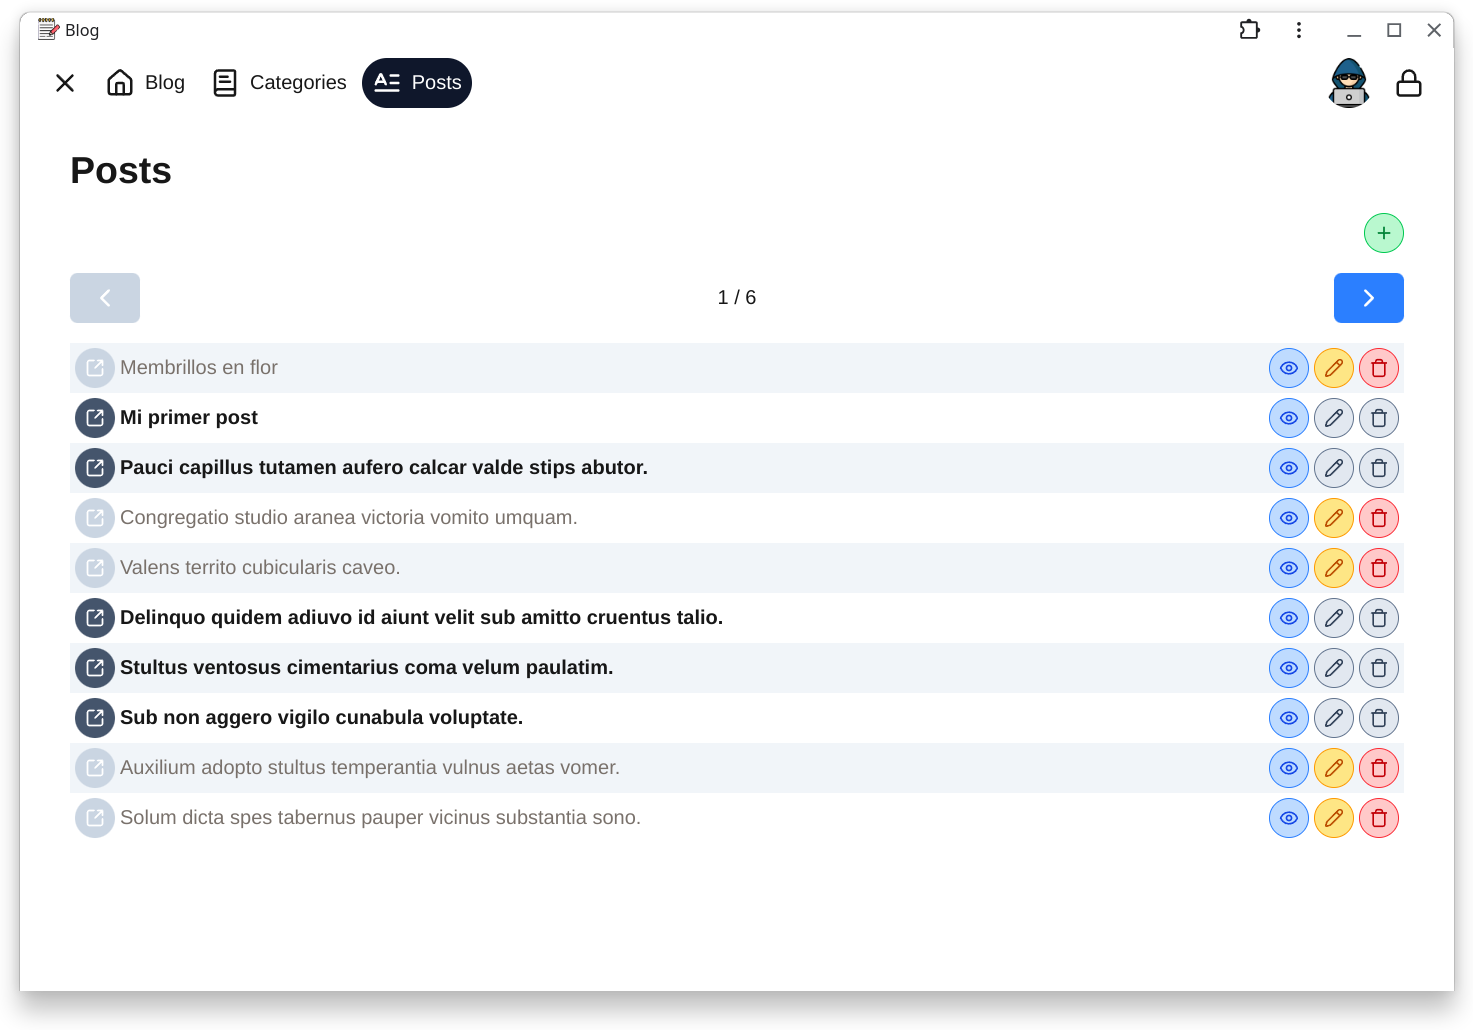 Blog
Blog
Categories
Posts
Posts
1 / 6
Membrillos en flor
Mi primer post
Pauci capillus tutamen aufero calcar valde stips abutor.
Congregatio studio aranea victoria vomito umquam.
Valens territo cubicularis caveo.
Delinquo quidem adiuvo id aiunt velit sub amitto cruentus talio.
Stultus ventosus cimentarius coma velum paulatim.
Sub non aggero vigilo cunabula voluptate.
Auxilium adopto stultus temperantia vulnus aetas vomer.
Solum dicta spes tabernus pauper vicinus substantia sono.